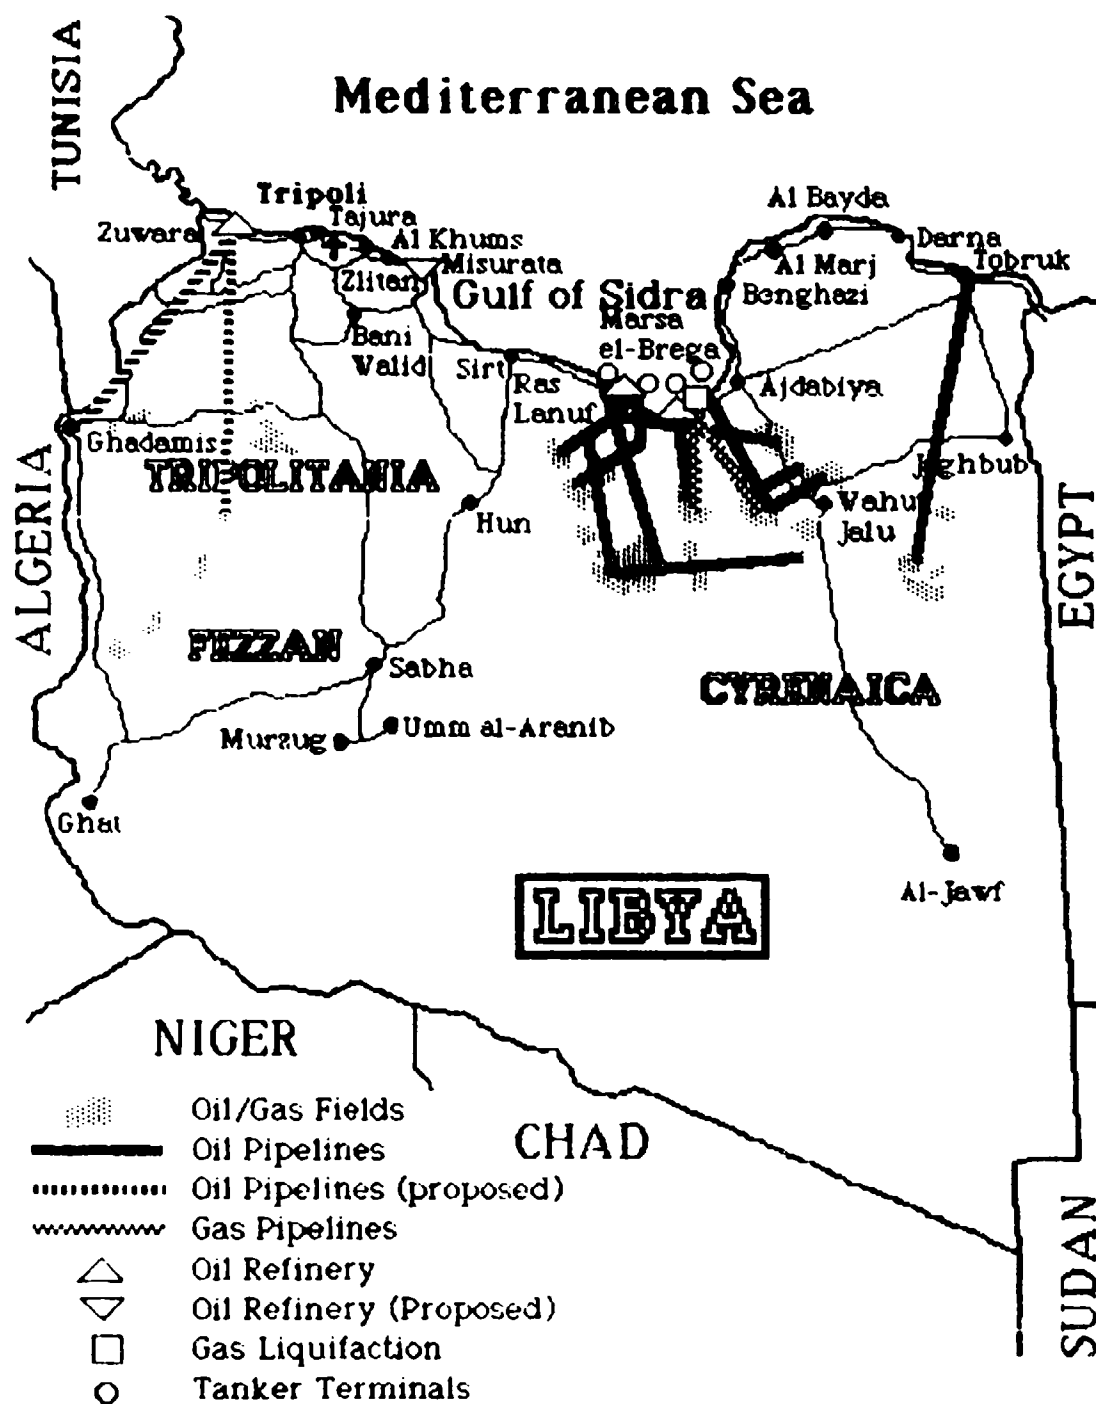 TUNISIA
Mediterranean Sea
Tripoli
Tajura
Zuwara
Al Khums
Zlitan
Misurata
Al Bayda
Darna
Al Marj
Tobruk
Benghazi
Gulf of Sidra
Marsa
el-Brega
Bani
Walid
Sirt
Ras
Lanuf
Ajdabiya
Ghadamis
TRIPOLITANIA
Jaghbub
Hun
Wahu
Jalu
ALGERIA
EGYPT
FEZZAN
Sabha
CYRENAICA
Murzug
Umm al-Aranib
Ghat
Al-Jawf
LIBYA
NIGER
CHAD
SUDAN
Oil/Gas Fields
Oil Pipelines
Oil Pipelines (proposed)
Gas Pipelines
Oil Refinery
Oil Refinery (Proposed)
Gas Liquifaction
Tanker Terminals